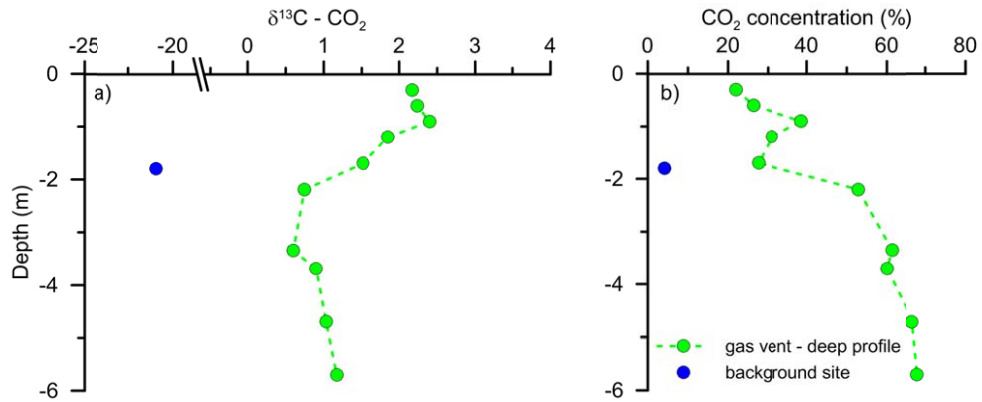 δ¹³C - CO₂
-25 -20 0 1 2 3 4
a)
0
-2
-4
-6
Depth (m)
CO₂ concentration (%)
0 20 40 60 80
b)
0
-2
-4
-6
gas vent - deep profile
background site